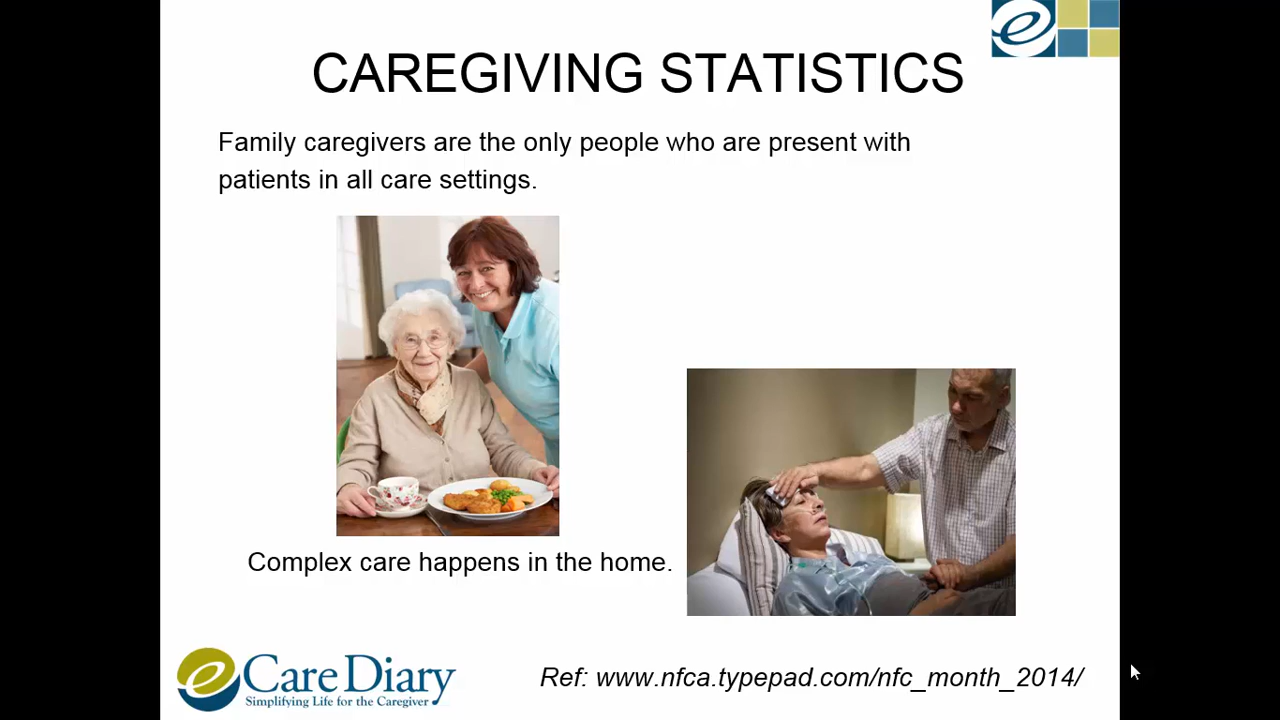 CAREGIVING STATISTICS
Family caregivers are the only people who are present with
patients in all care settings.
Complex care happens in the home.
e Care Diary
Simplifying Life for the Caregiver
Ref: www.nfca.typepad.com/nfc_month_2014/